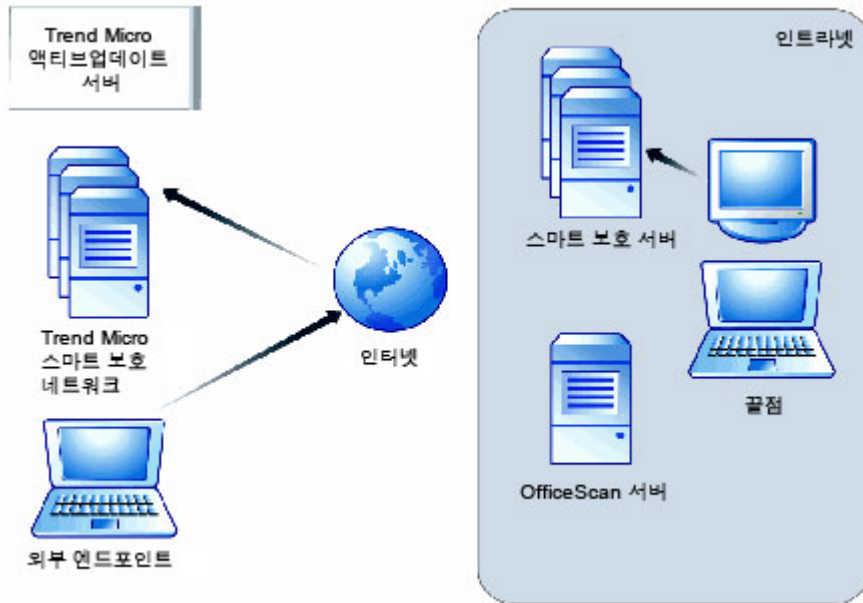 Trend Micro
액티브업데이트
서버
Trend Micro
스마트 보호
네트워크
외부 엔드포인트
인터넷
인트라넷
스마트 보호 서버
끝점
OfficeScan 서버